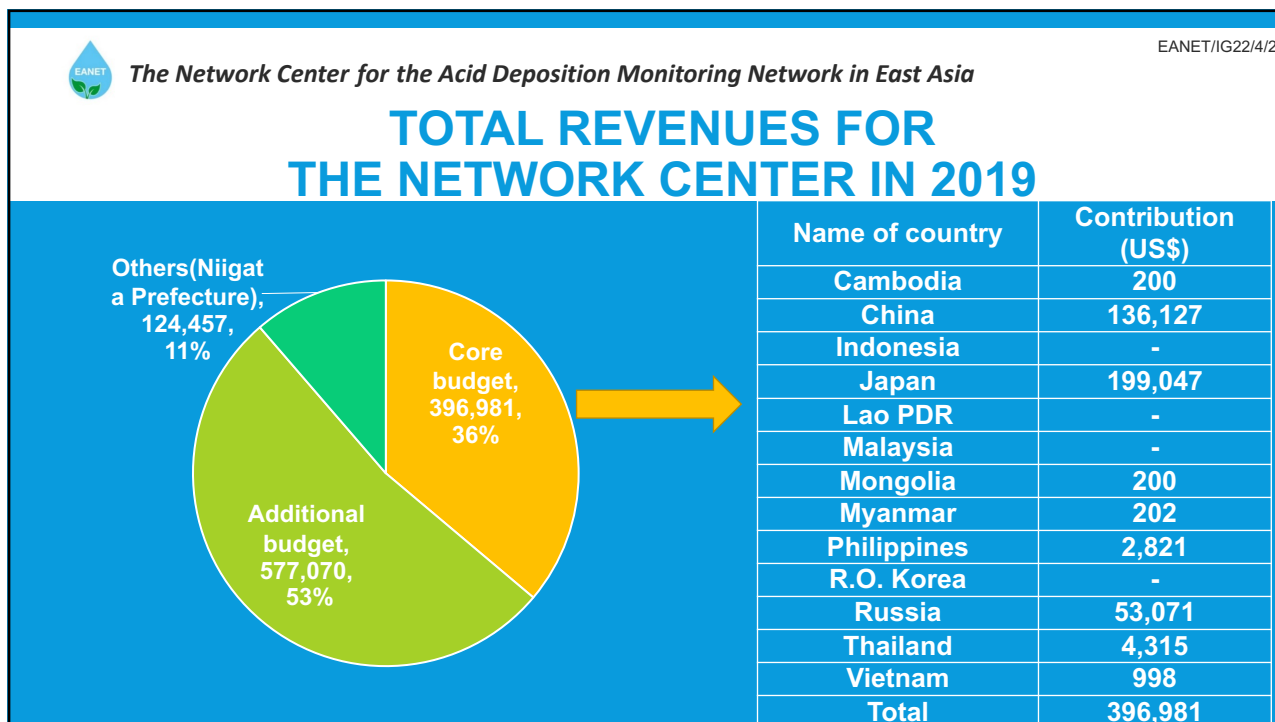 EANET/IG22/4/2
EANET
The Network Center for the Acid Deposition Monitoring Network in East Asia
TOTAL REVENUES FOR
THE NETWORK CENTER IN 2019
Others(Niigat
a Prefecture),
124,457,
11%
Core
budget,
396,981,
36%
Additional
budget,
577,070,
53%
Name of country Contribution
(US$)
Cambodia 200
China 136,127
Indonesia -
Japan 199,047
Lao PDR -
Malaysia -
Mongolia 200
Myanmar 202
Philippines 2,821
R.O. Korea -
Russia 53,071
Thailand 4,315
Vietnam 998
Total 396,981